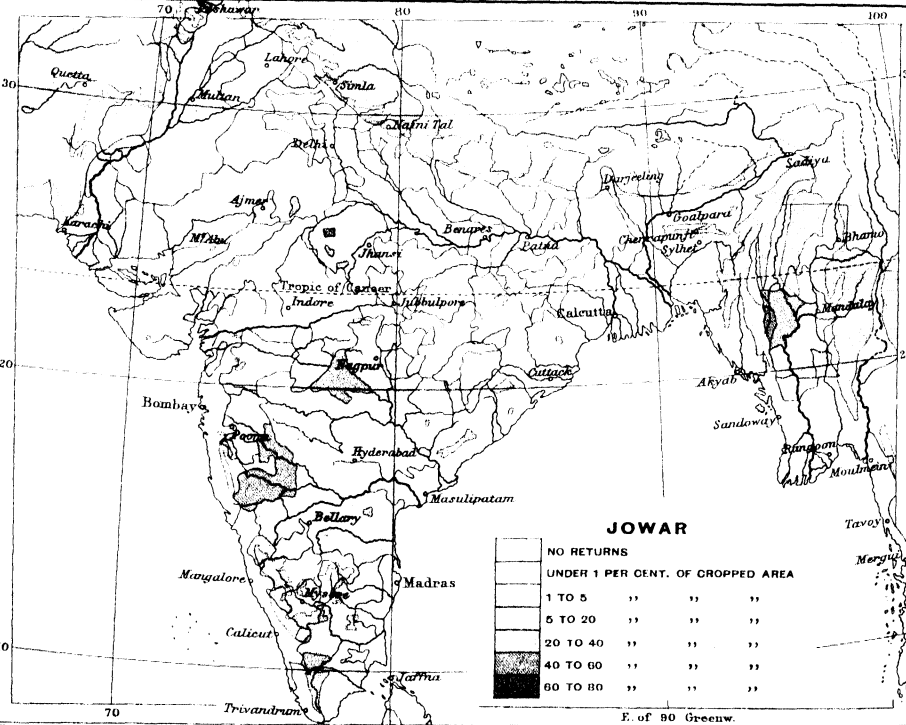 70 80 90 100
Peshawar
Lahore
Quetta
30
Simla
Multan
Naini Tal
Delhi
Sadiya
Darjeeling
Ajmer
Goalpara
Karachi
Benares
Mt Abu
Patna
Cherrapunji
Bhamo
Jhansi
Sylhet
Tropic of Cancer
Indore
Jubbulpore
Calcutta
Mandalay
20
Nagpur
Cuttack
Akyab
Bombay
Sandoway
Poona
Hyderabad
Rangoon
Moulmein
Masulipatam
Bellary
Tavoy
JOWAR
NO RETURNS
Mergui
UNDER 1 PER CENT. OF CROPPED AREA
Mangalore
Madras
1 TO 5 ,, ,, ,,
Mysore
5 TO 20 ,, ,, ,,
Calicut
20 TO 40 ,, ,, ,,
40 TO 60 ,, ,, ,,
Jaffna
60 TO 80 ,, ,, ,,
Trivandrum
70
E. of 90 Greenw.